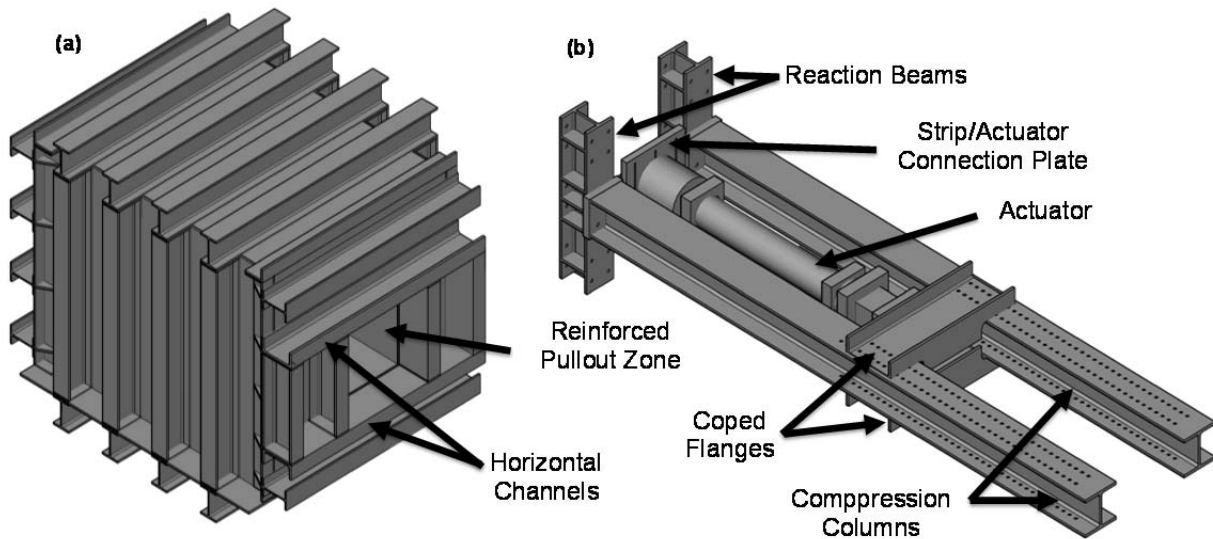 (a)
Reinforced
Pullout Zone
Horizontal
Channels
(b)
Reaction Beams
Strip/Actuator
Connection Plate
Actuator
Coped
Flanges
Comppression
Columns